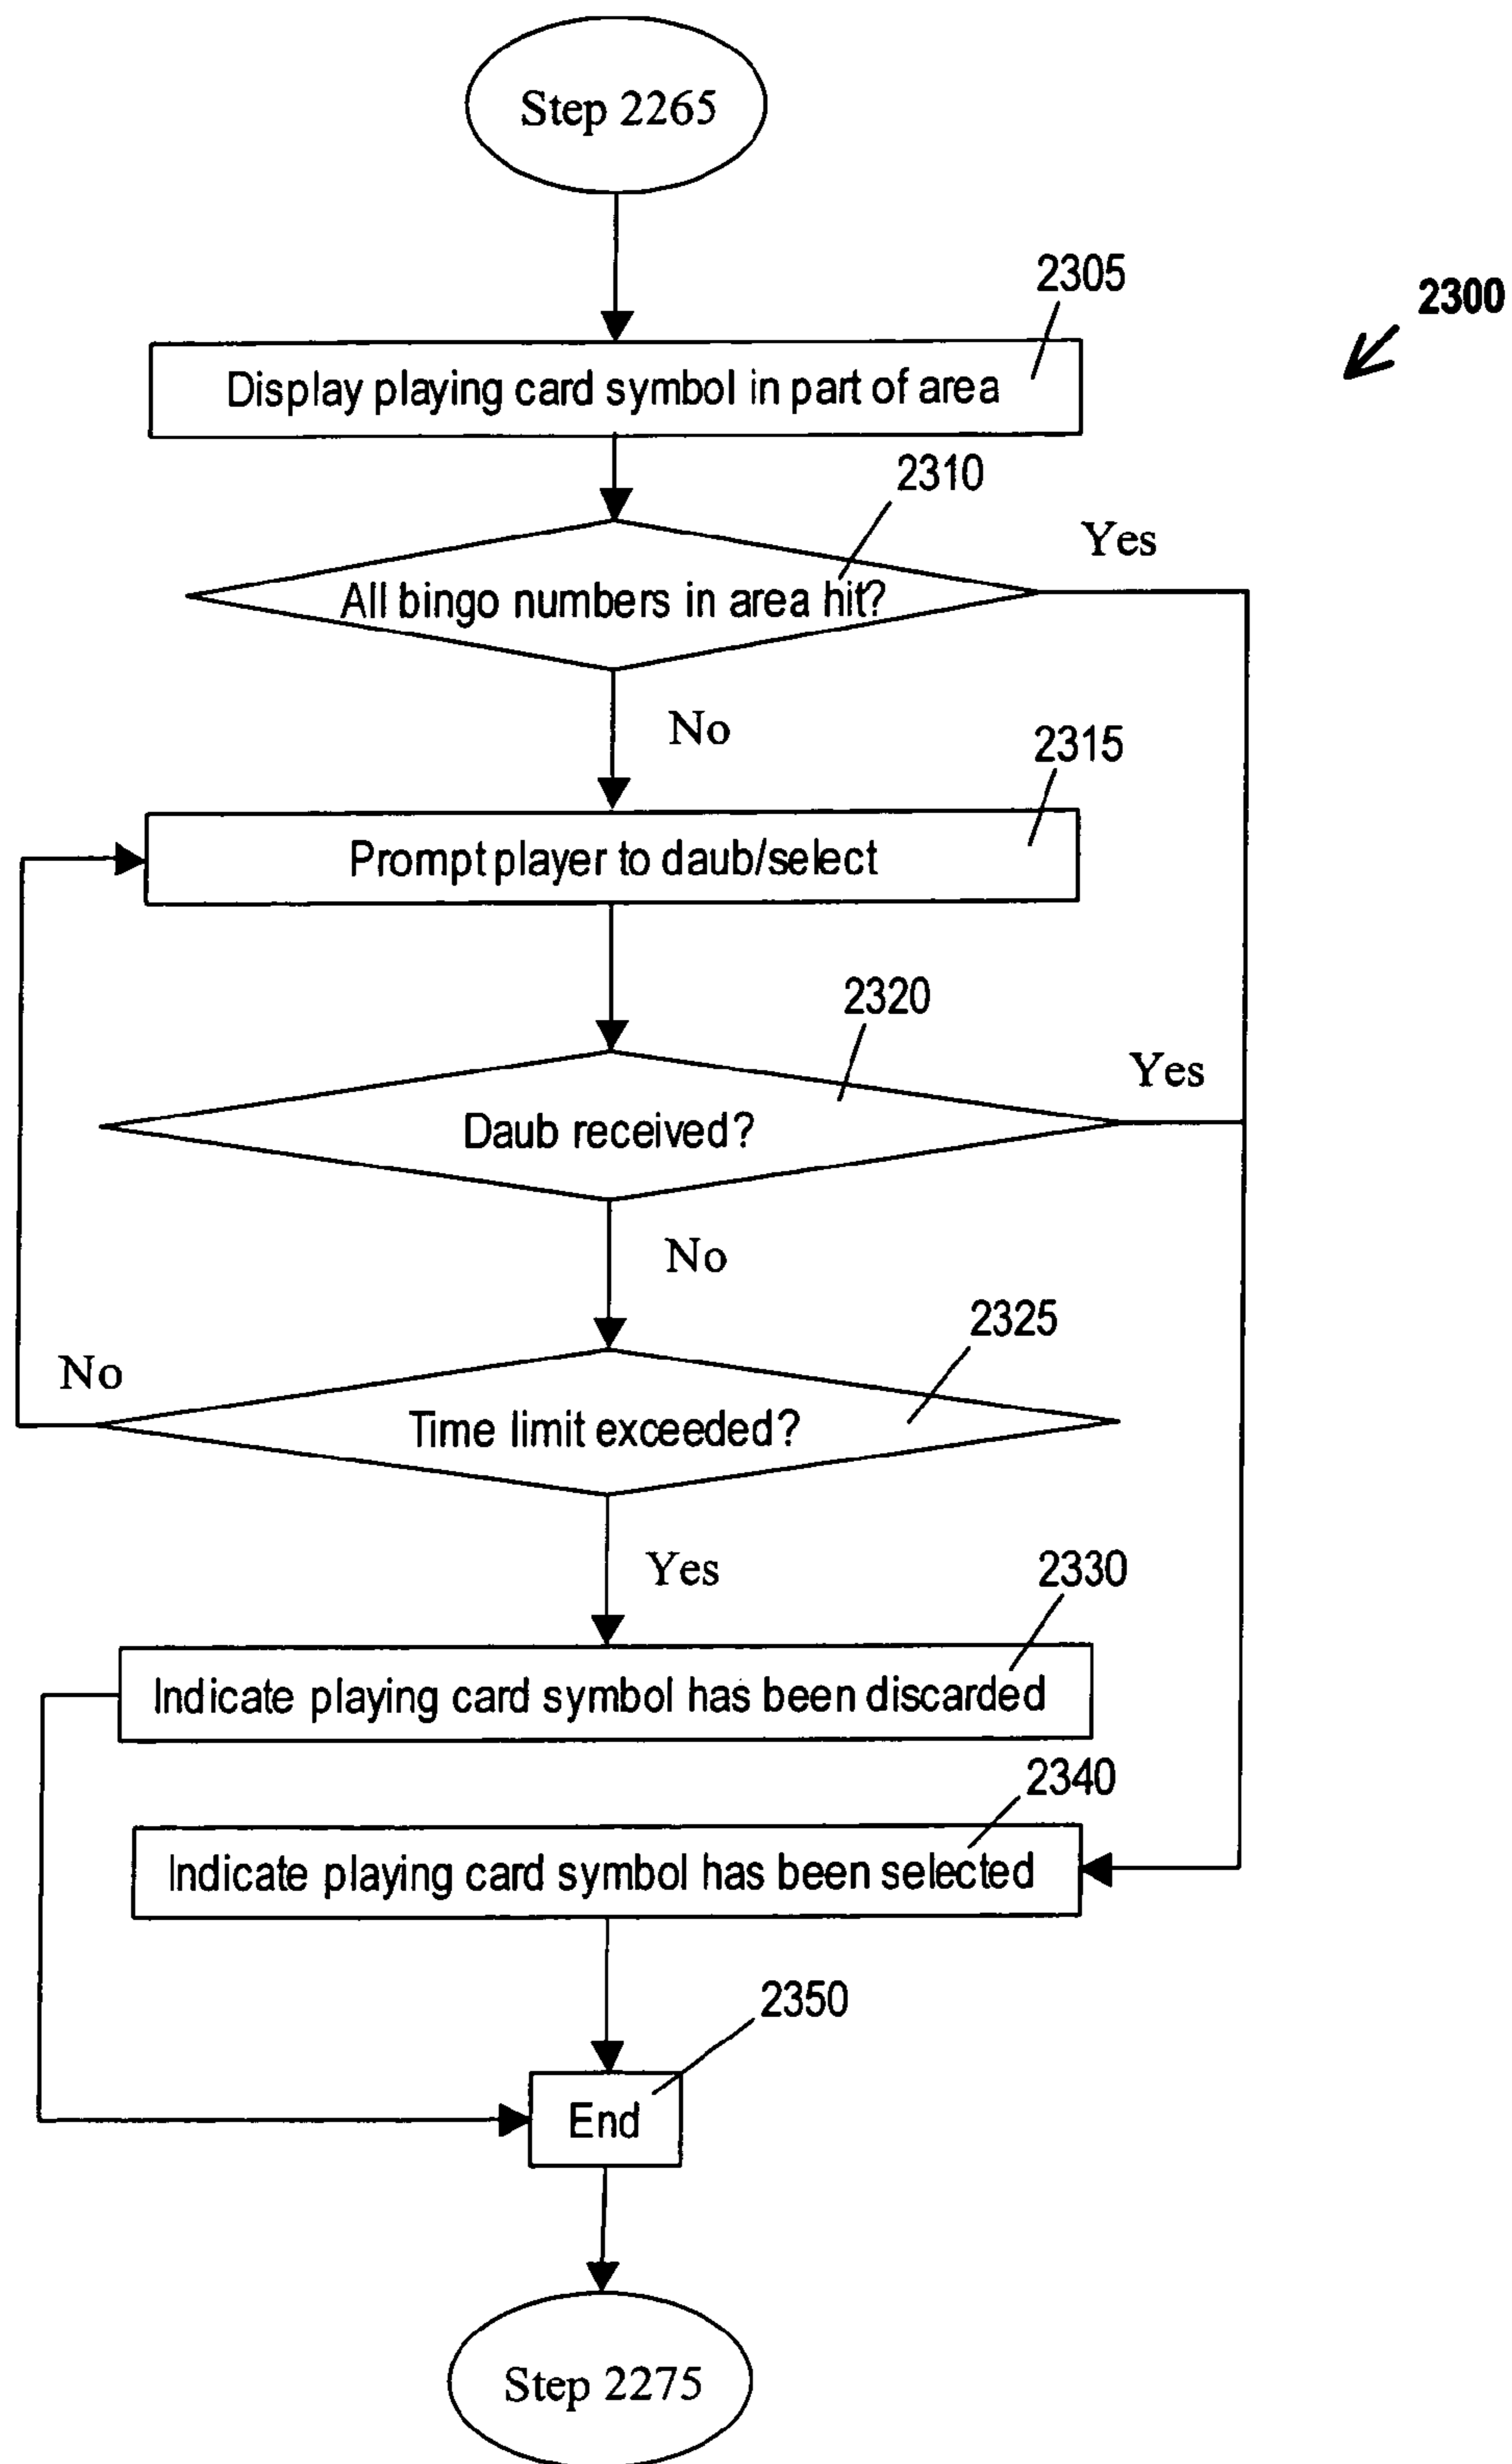 Step 2265
2305
2300
Display playing card symbol in part of area
2310
Yes
All bingo numbers in area hit?
No
2315
Prompt player to daub/select
2320
Yes
Daub received?
No
2325
No
Time limit exceeded?
Yes
2330
Indicate playing card symbol has been discarded
2340
Indicate playing card symbol has been selected
2350
End
Step 2275